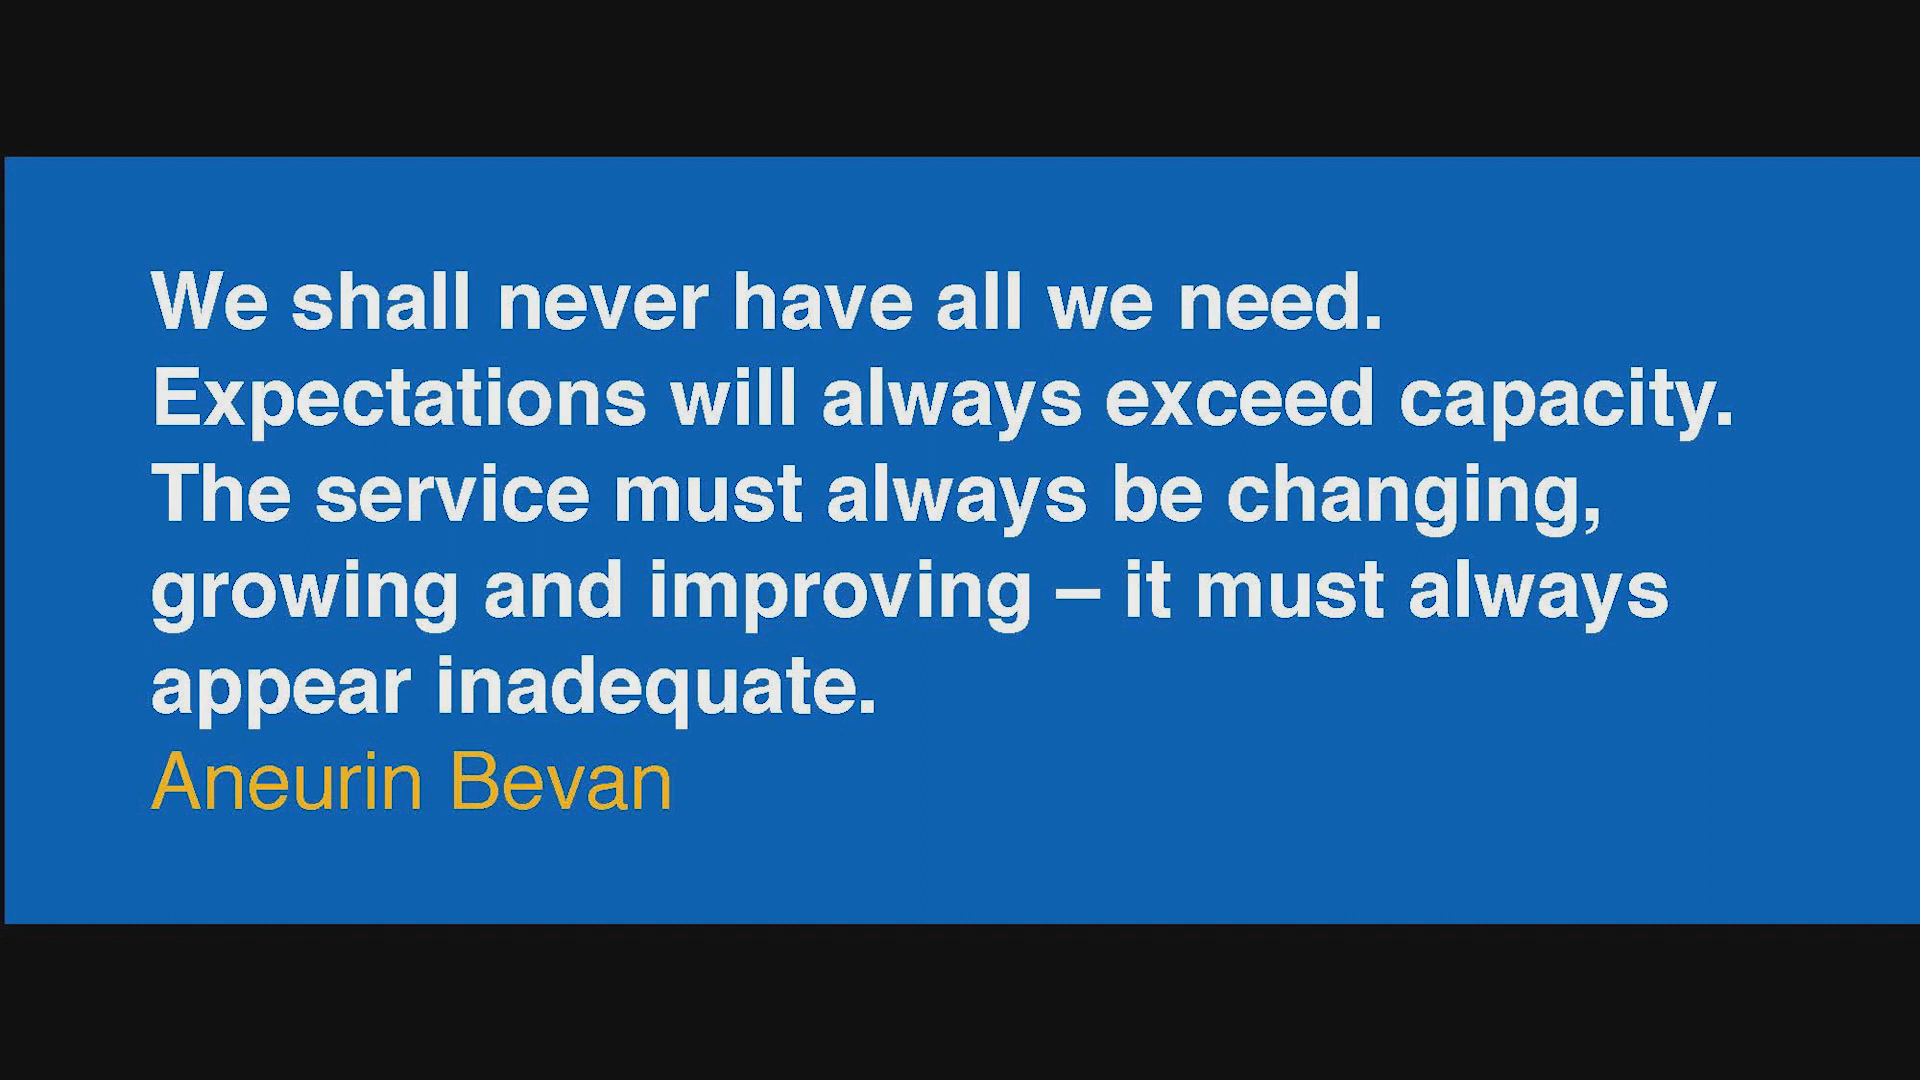 We shall never have all we need.
Expectations will always exceed capacity.
The service must always be changing,
growing and improving – it must always
appear inadequate.
Aneurin Bevan